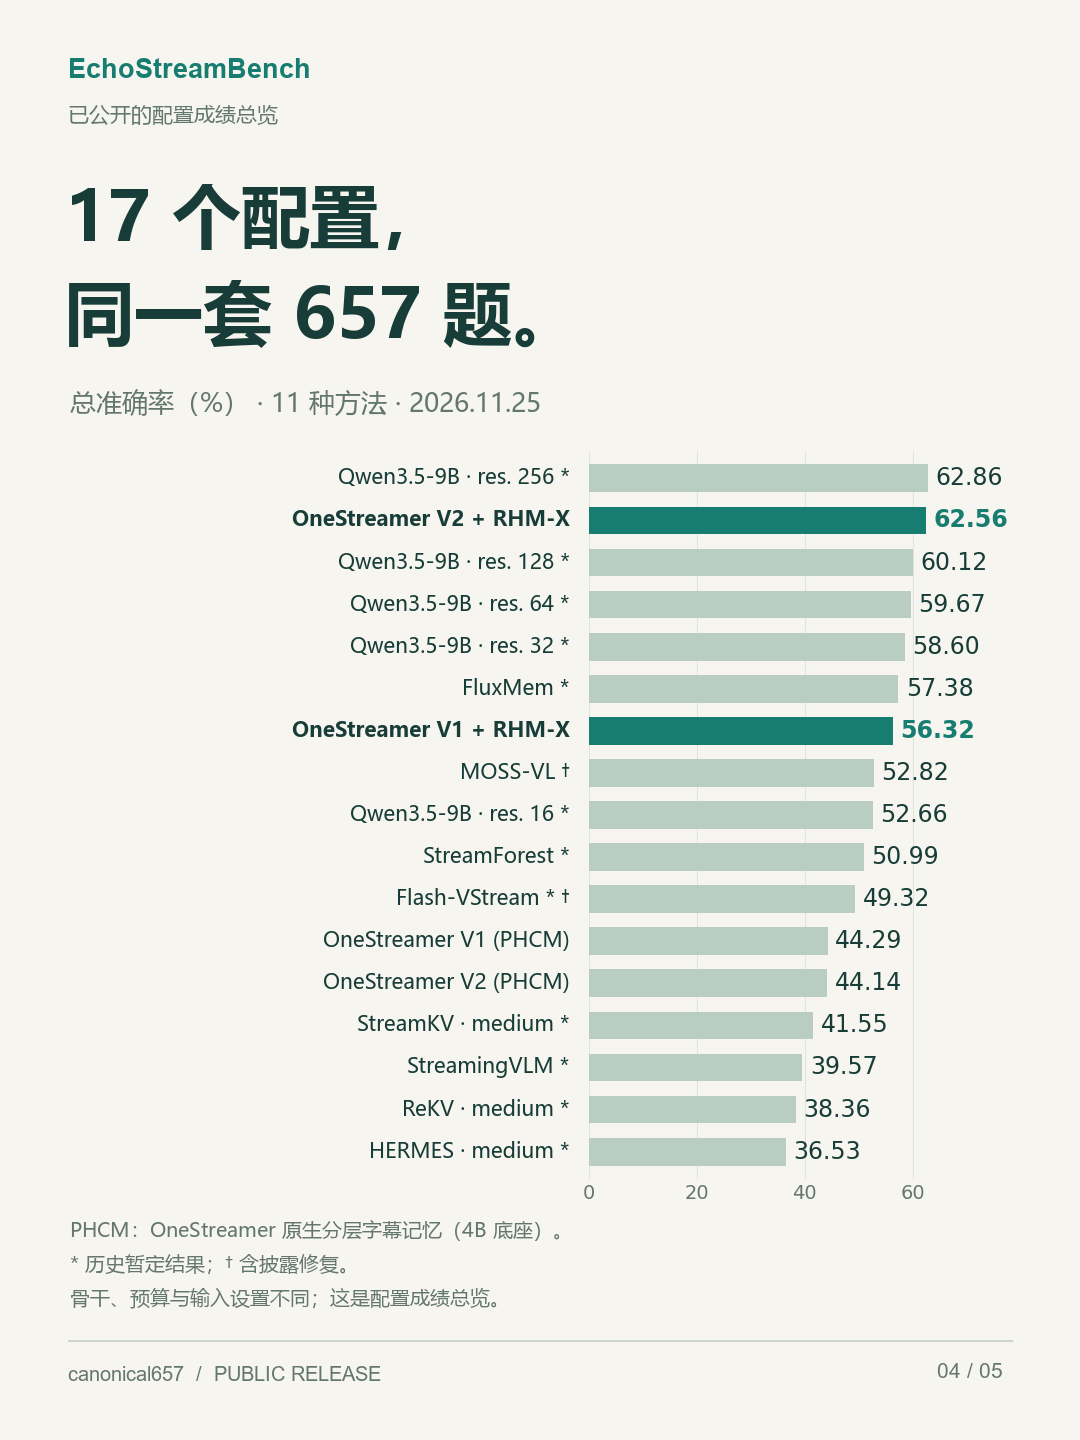 EchoStreamBench
已公开的配置成绩总览
17 个配置，
同一套 657 题。
总准确率（%） · 11 种方法 · 2026.11.25
Qwen3.5-9B · res. 256 * 62.86
OneStreamer V2 + RHM-X 62.56
Qwen3.5-9B · res. 128 * 60.12
Qwen3.5-9B · res. 64 * 59.67
Qwen3.5-9B · res. 32 * 58.60
FluxMem * 57.38
OneStreamer V1 + RHM-X 56.32
MOSS-VL † 52.82
Qwen3.5-9B · res. 16 * 52.66
StreamForest * 50.99
Flash-VStream * † 49.32
OneStreamer V1 (PHCM) 44.29
OneStreamer V2 (PHCM) 44.14
StreamKV · medium * 41.55
StreamingVLM * 39.57
ReKV · medium * 38.36
HERMES · medium * 36.53
0 20 40 60
PHCM：OneStreamer 原生分层字幕记忆（4B 底座）。
* 历史暂定结果；† 含披露修复。
骨干、预算与输入设置不同；这是配置成绩总览。
canonical657 / PUBLIC RELEASE
04 / 05